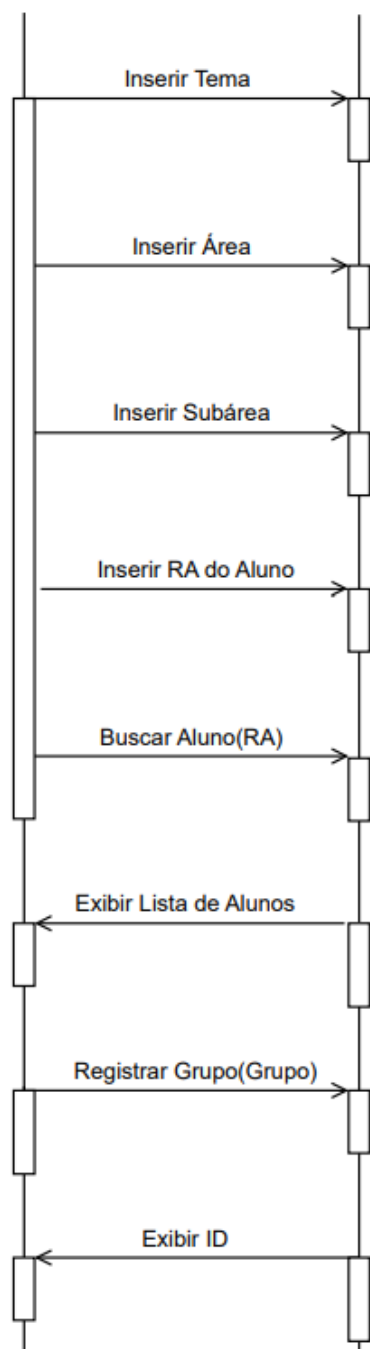 Inserir Tema
Inserir Área
Inserir Subárea
Inserir RA do Aluno
Buscar Aluno(RA)
Exibir Lista de Alunos
Registrar Grupo(Grupo)
Exibir ID